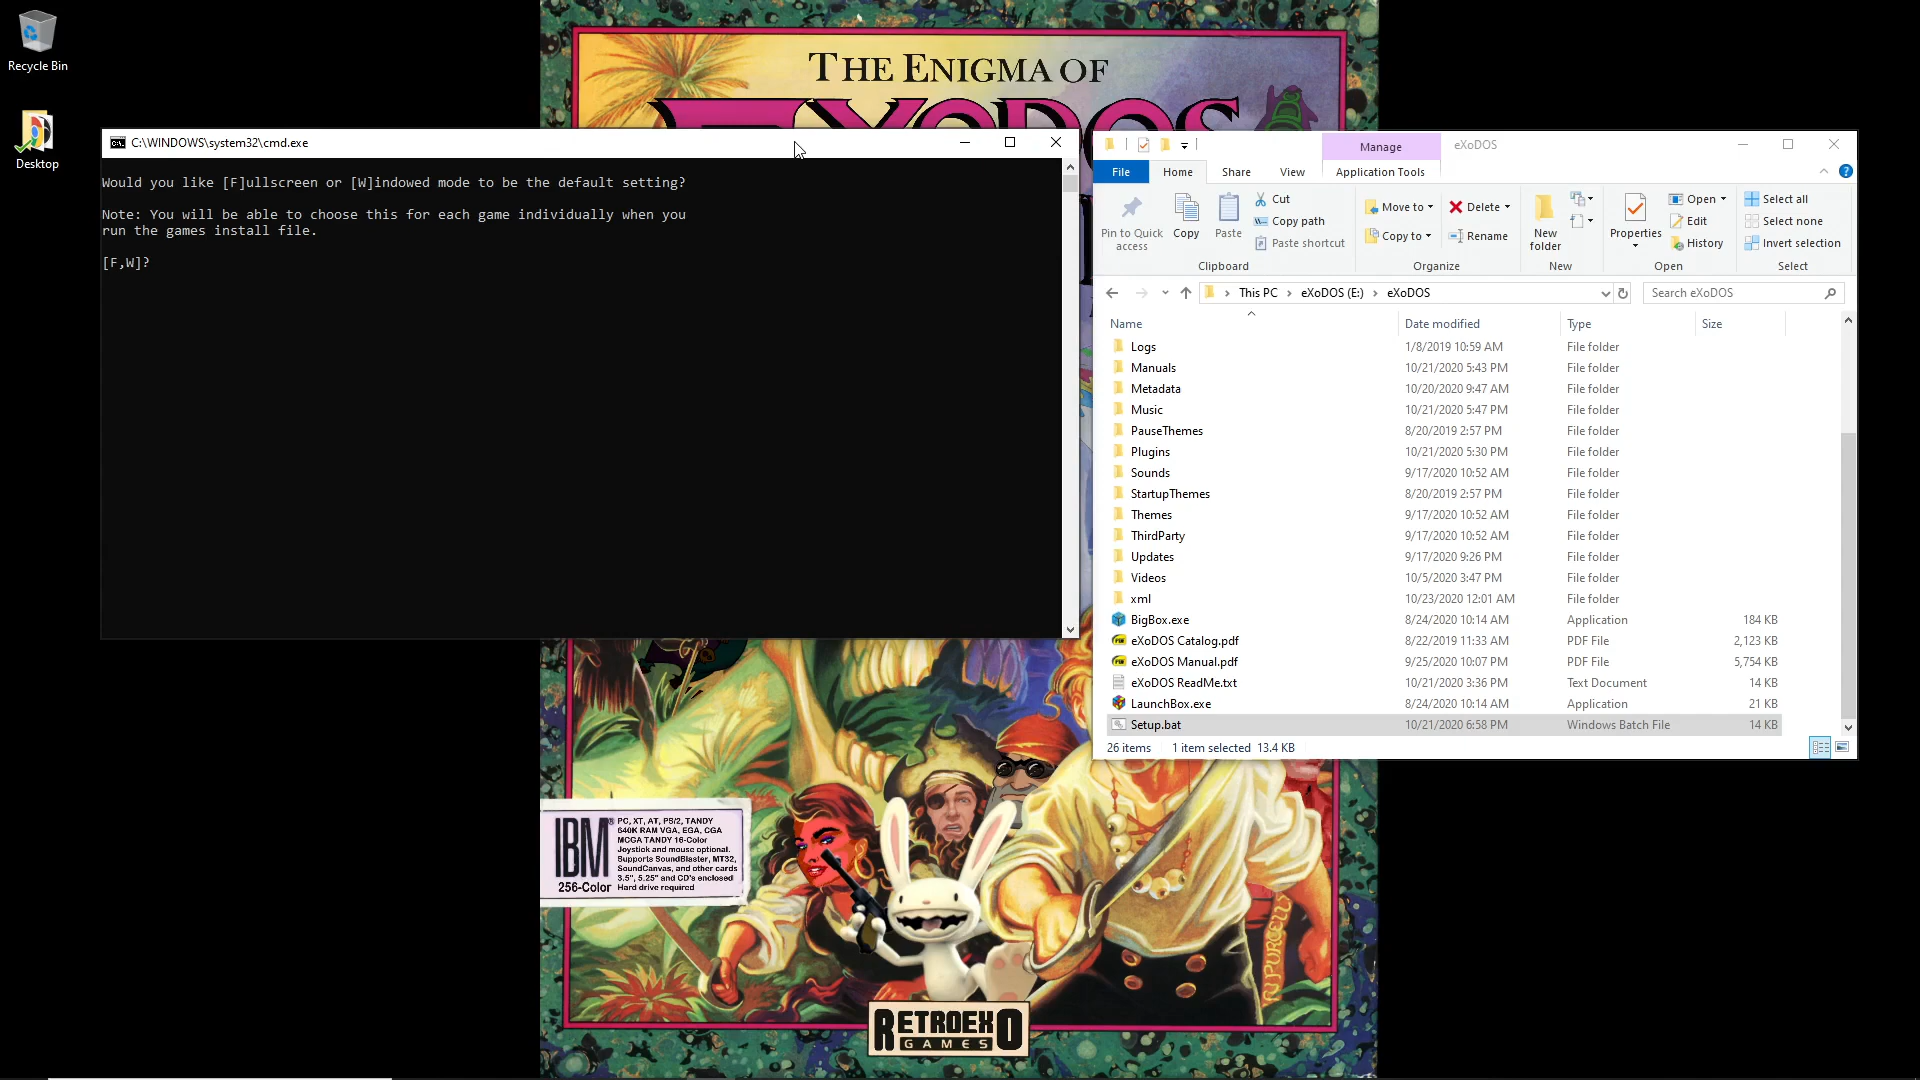 Recycle Bin
Desktop
THE ENIGMA OF
EXODOS
C:\WINDOWS\system32\cmd.exe
Would you like [F]ullscreen or [W]indowed mode to be the default setting?
Note: You will be able to choose this for each game individually when you
run the games install file.
[F,W]?
Manage
eXoDOS
File
Home
Share
View
Application Tools
Pin to Quick access
Copy
Paste
Cut
Copy path
Paste shortcut
Clipboard
Move to
Copy to
Delete
Rename
Organize
New folder
New
Properties
Open
Edit
History
Open
Select all
Select none
Invert selection
Select
This PC > eXoDOS (E:) > eXoDOS
Search eXoDOS
Name Date modified Type Size
Logs 1/8/2019 10:59 AM File folder
Manuals 10/21/2020 5:43 PM File folder
Metadata 10/20/2020 9:47 AM File folder
Music 10/21/2020 5:47 PM File folder
PauseThemes 8/20/2019 2:57 PM File folder
Plugins 10/21/2020 5:30 PM File folder
Sounds 9/17/2020 10:52 AM File folder
StartupThemes 8/20/2019 2:57 PM File folder
Themes 9/17/2020 10:52 AM File folder
ThirdParty 9/17/2020 10:52 AM File folder
Updates 9/17/2020 9:26 PM File folder
Videos 10/5/2020 3:47 PM File folder
xml 10/23/2020 12:01 AM File folder
BigBox.exe 8/24/2020 10:14 AM Application 184 KB
eXoDOS Catalog.pdf 8/22/2019 11:33 AM PDF File 2,123 KB
eXoDOS Manual.pdf 9/25/2020 10:07 PM PDF File 5,754 KB
eXoDOS ReadMe.txt 10/21/2020 3:36 PM Text Document 14 KB
LaunchBox.exe 8/24/2020 10:14 AM Application 21 KB
Setup.bat 10/21/2020 6:58 PM Windows Batch File 14 KB
26 items 1 item selected 13.4 KB
IBM®
256-Color
PC, XT, AT, PS/2, TANDY
640K RAM VGA, EGA, CGA
MCGA TANDY 16-Color
Joystick and mouse optional.
Supports SoundBlaster, MT32,
SoundCanvas, and other cards
3.5", 5.25" and CD's enclosed
Hard drive required
RETROEXO
GAMES